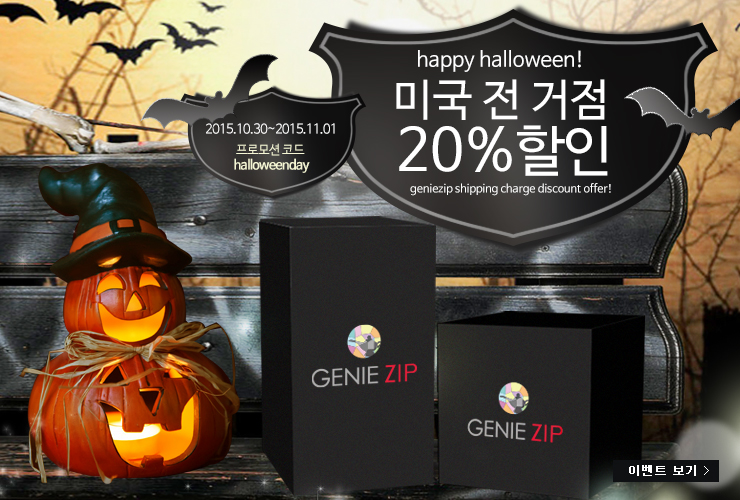 happy halloween!
미국 전 거점
20%할인
geniezip shipping charge discount offer!
2015.10.30~2015.11.01
프로모션 코드
halloweenday
GENIE ZIP
GENIE ZIP
이벤트 보기 >